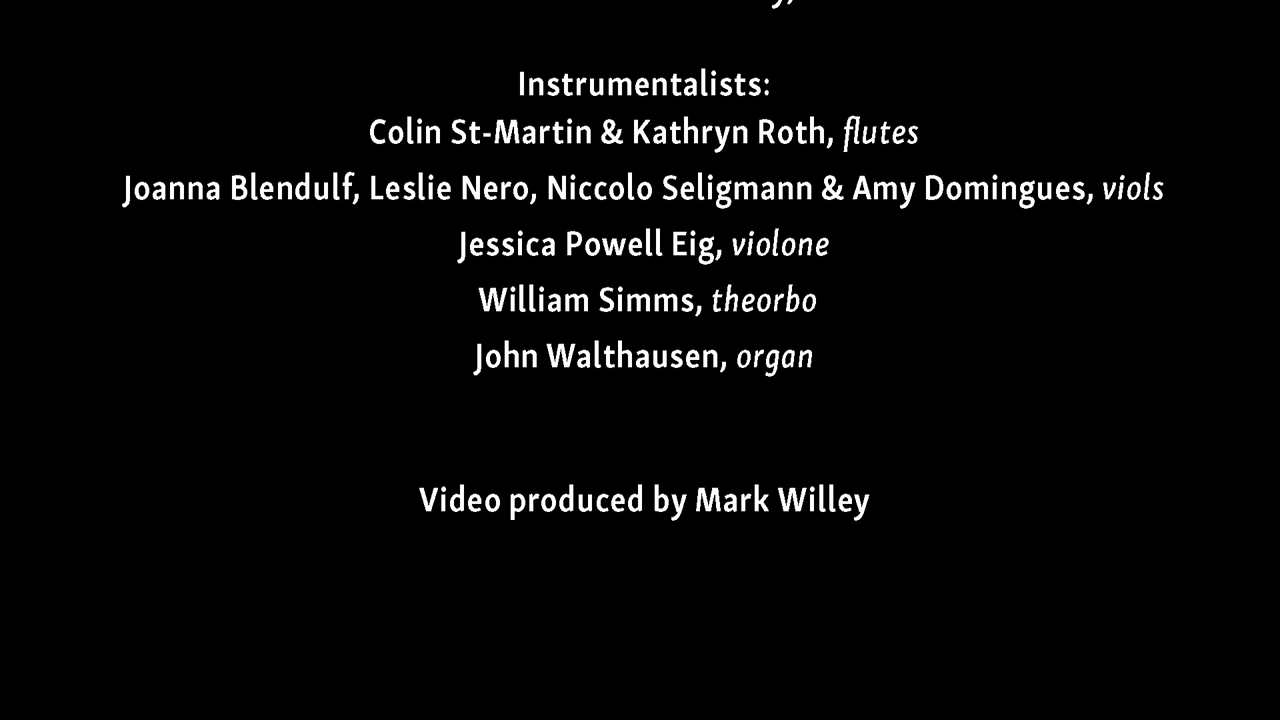 Instrumentalists:
Colin St-Martin & Kathryn Roth, flutes
Joanna Blendulf, Leslie Nero, Niccolo Seligmann & Amy Domingues, viols
Jessica Powell Eig, violone
William Simms, theorbo
John Walthausen, organ
Video produced by Mark Willey